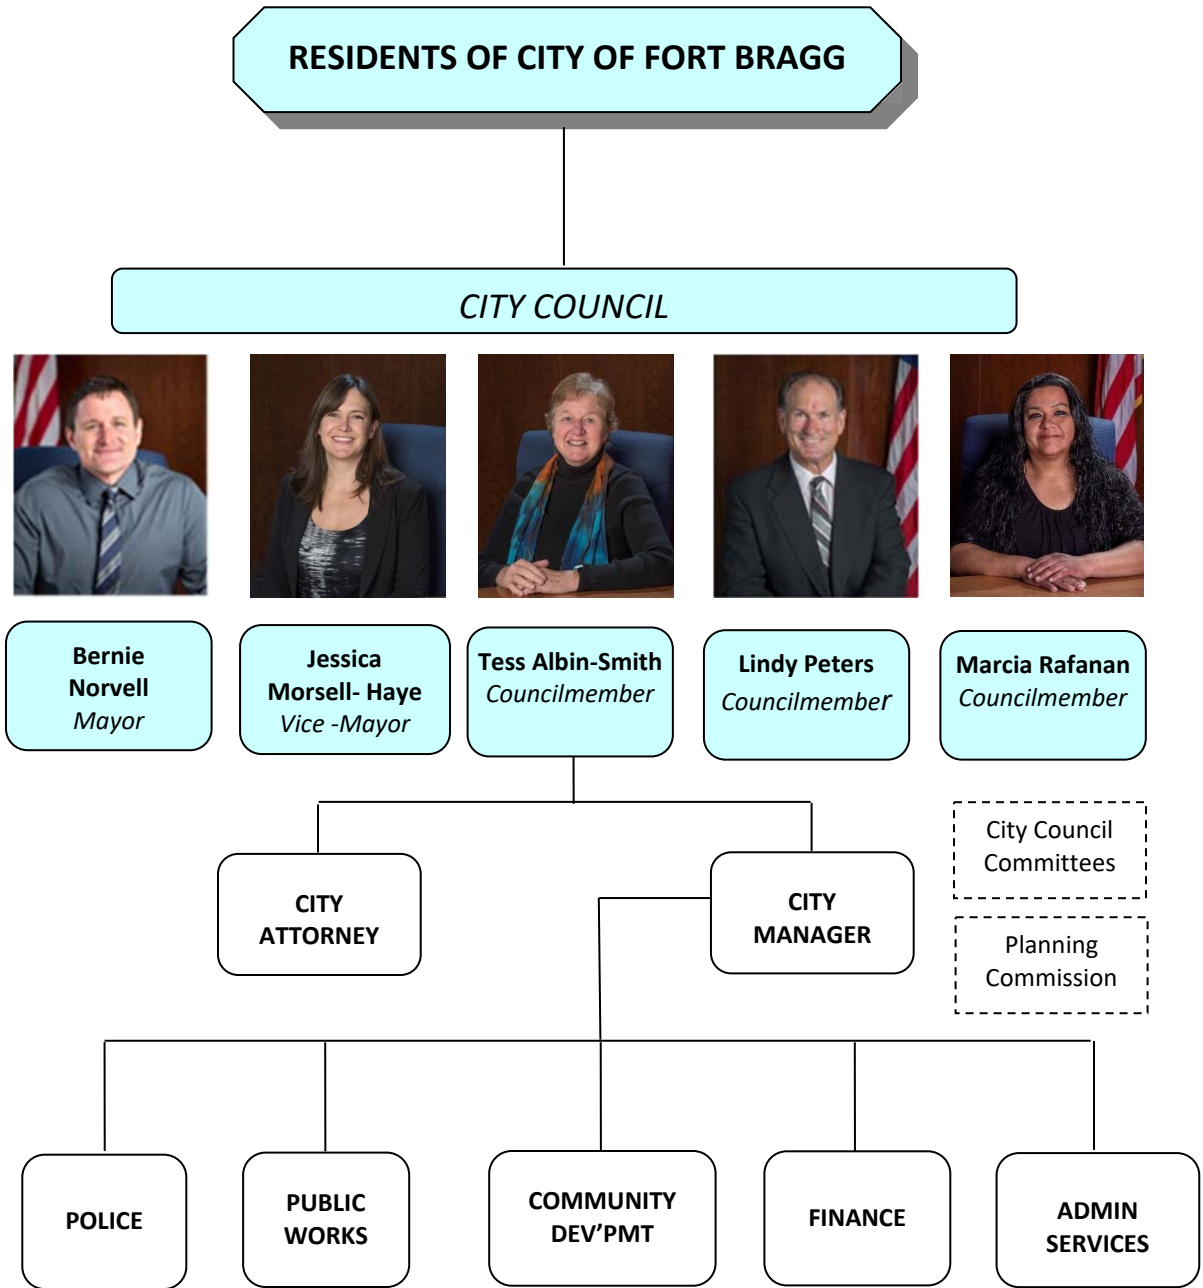 RESIDENTS OF CITY OF FORT BRAGG
CITY COUNCIL
Bernie
Norvell
Mayor
Jessica
Morsell- Haye
Vice -Mayor
Tess Albin-Smith
Councilmember
Lindy Peters
Councilmember
Marcia Rafanan
Councilmember
CITY
ATTORNEY
CITY
MANAGER
City Council
Committees
Planning
Commission
POLICE
PUBLIC
WORKS
COMMUNITY
DEV’PMT
FINANCE
ADMIN
SERVICES